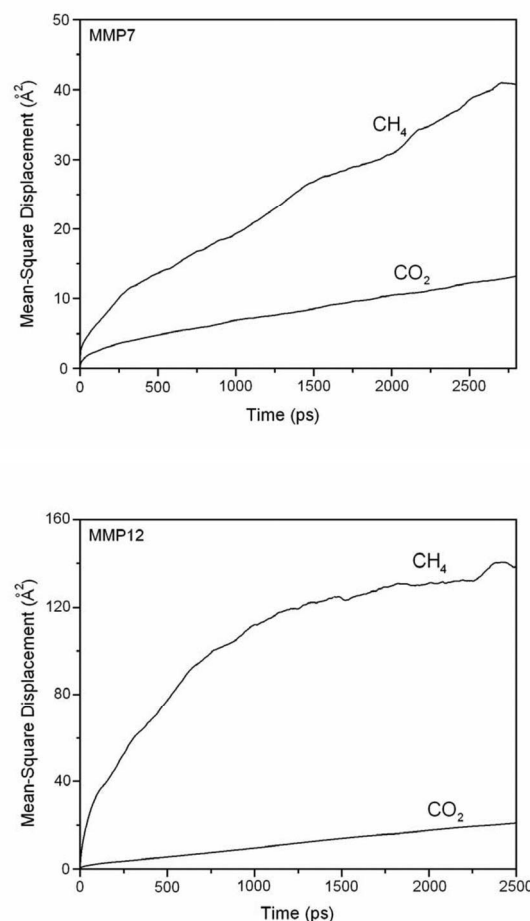 MMP7
50
40
30
20
10
0
Mean-Square Displacement (Å²)
CH₄
CO₂
0 500 1000 1500 2000 2500
Time (ps)
MMP12
160
120
80
40
0
Mean-Square Displacement (Å²)
CH₄
CO₂
0 500 1000 1500 2000 2500
Time (ps)